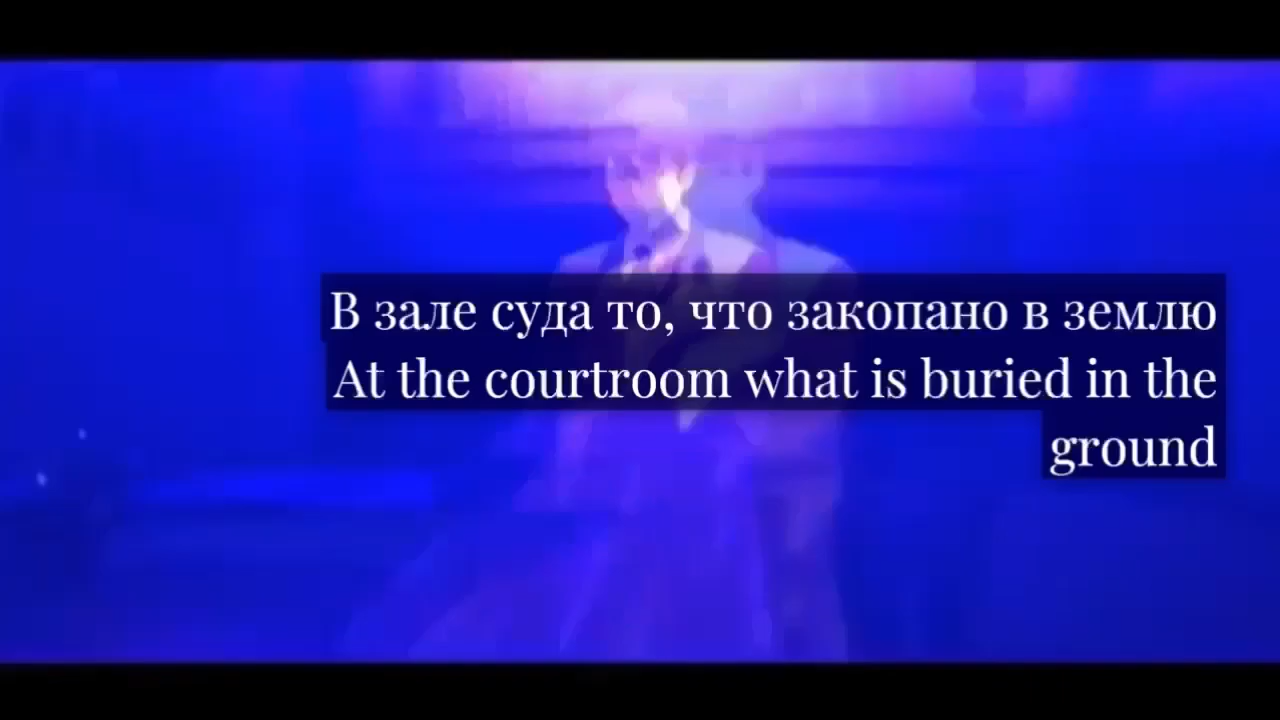 В зале суда то, что закопано в землю
At the courtroom what is buried in the
ground